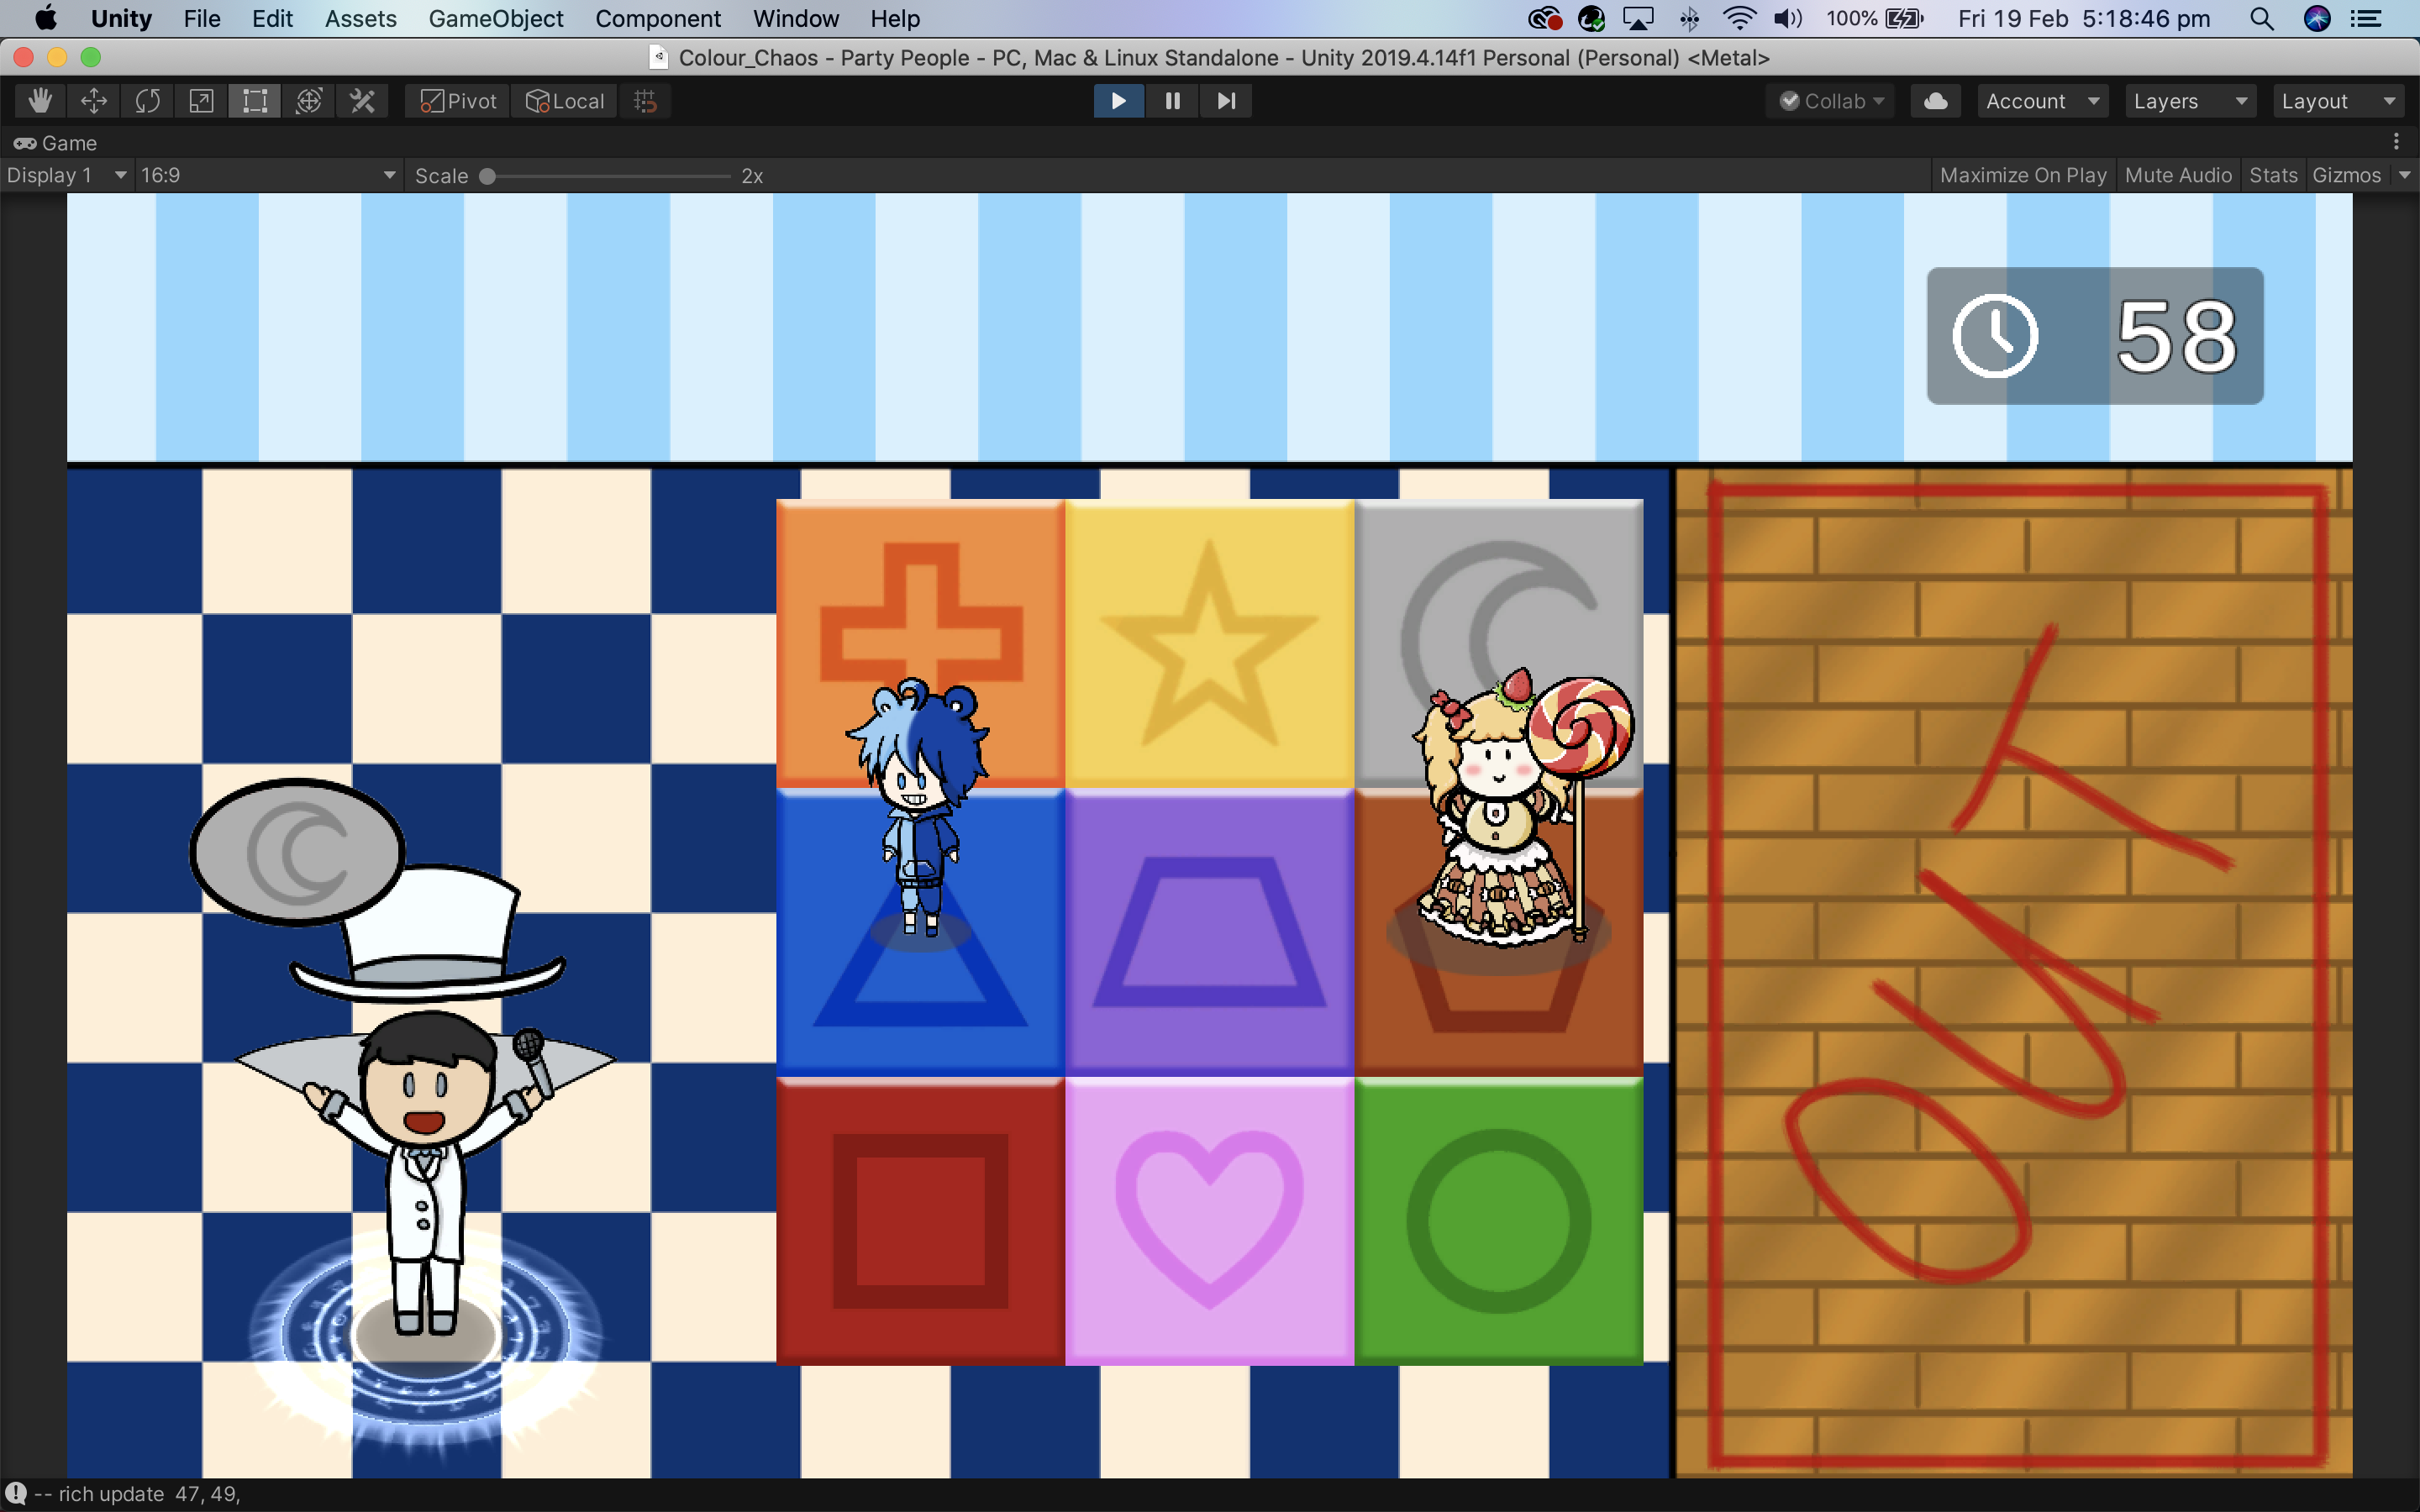 Unity File Edit Assets GameObject Component Window Help 100% Fri 19 Feb 5:18:46 pm
Colour_Chaos - Party People - PC, Mac & Linux Standalone - Unity 2019.4.14f1 Personal (Personal) <Metal>
Pivot Local Collab Account Layers Layout
Game
Display 1 16:9 Scale 2x Maximize On Play Mute Audio Stats Gizmos
58
OUT
-- rich update 47, 49,